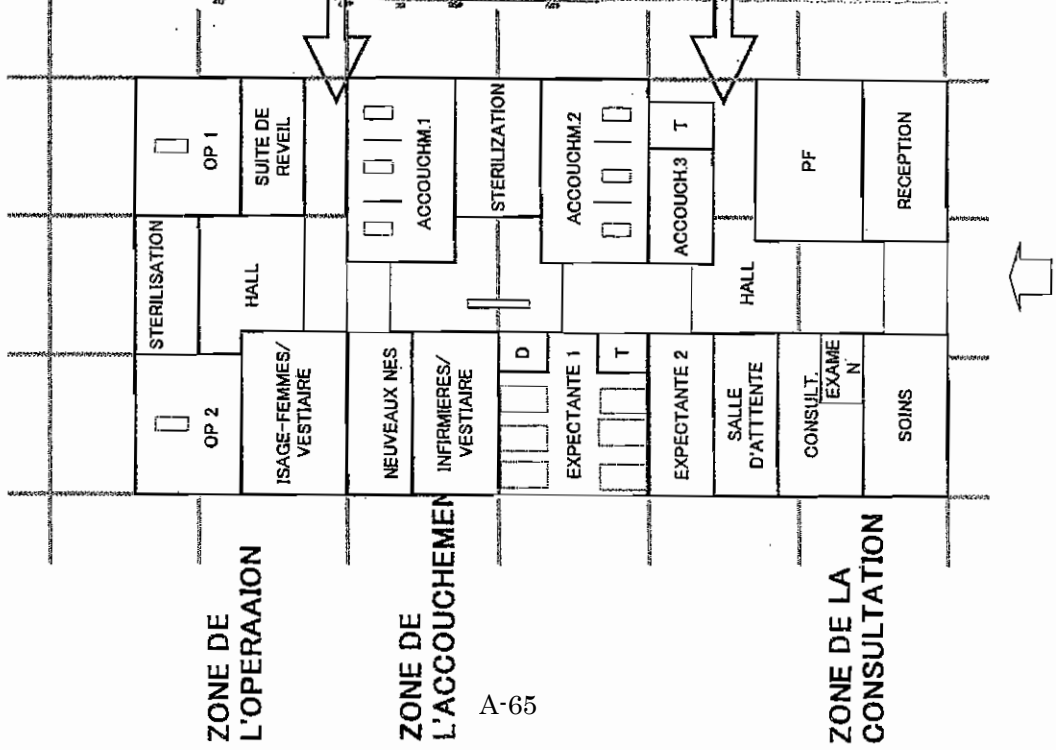 ZONE DE
L'OPERAAION
ZONE DE
L'ACCOUCHEMEN
ZONE DE LA
CONSULTATION
OP 2
STERILISATION
OP 1
ISAGE-FEMMES/
VESTIAIRE
HALL
SUITE DE
REVEIL
NEUVEAUX NES
INFIRMIERES/
VESTIAIRE
ACCOUCHM.1
STERILIZATION
D
EXPECTANTE 1
T
ACCOUCHM.2
EXPECTANTE 2
ACCOUCH.3
T
SALLE
D'ATTTENTE
HALL
PF
CONSULT.
EXAME
N
SOINS
RECEPTION
A-65